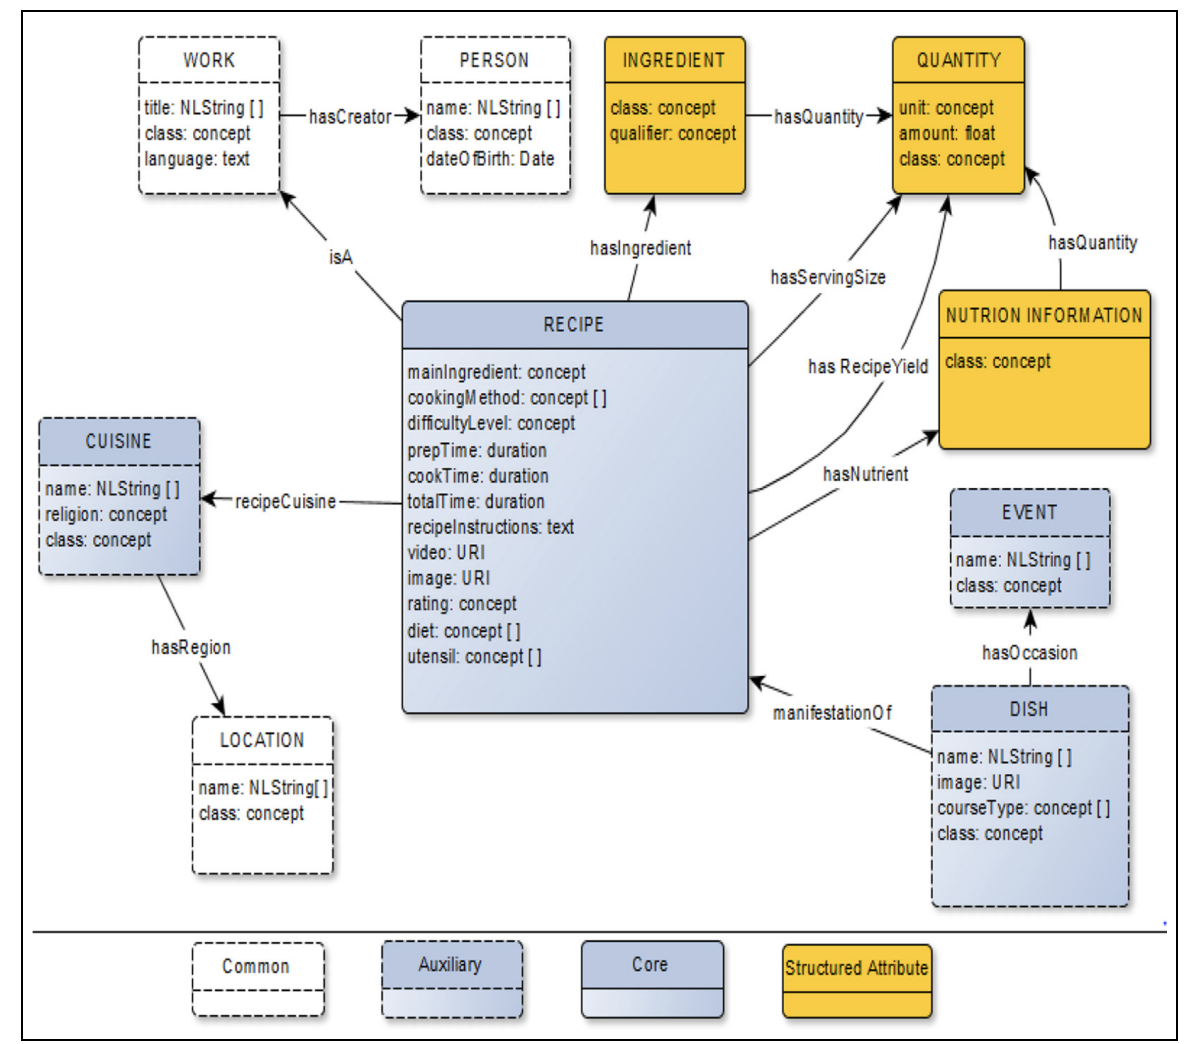 WORK
title: NLString [ ]
class: concept
language: text
hasCreator
PERSON
name: NLString [ ]
class: concept
dateOfBirth: Date
INGREDIENT
class: concept
qualifier: concept
hasQuantity
QUANTITY
unit: concept
amount: float
class: concept
isA
hasIngredient
hasServingSize
hasQuantity
RECIPE
mainIngredient: concept
cookingMethod: concept [ ]
difficultyLevel: concept
prepTime: duration
cookTime: duration
totalTime: duration
recipeInstructions: text
video: URI
image: URI
rating: concept
diet: concept [ ]
utensil: concept [ ]
NUTRION INFORMATION
class: concept
has RecipeYield
hasNutrient
CUISINE
name: NLString [ ]
religion: concept
class: concept
recipeCuisine
EVENT
name: NLString [ ]
class: concept
hasRegion
hasOccasion
manifestationOf
LOCATION
name: NLString[ ]
class: concept
DISH
name: NLString [ ]
image: URI
courseType: concept [ ]
class: concept
Common
Auxiliary
Core
Structured Attribute